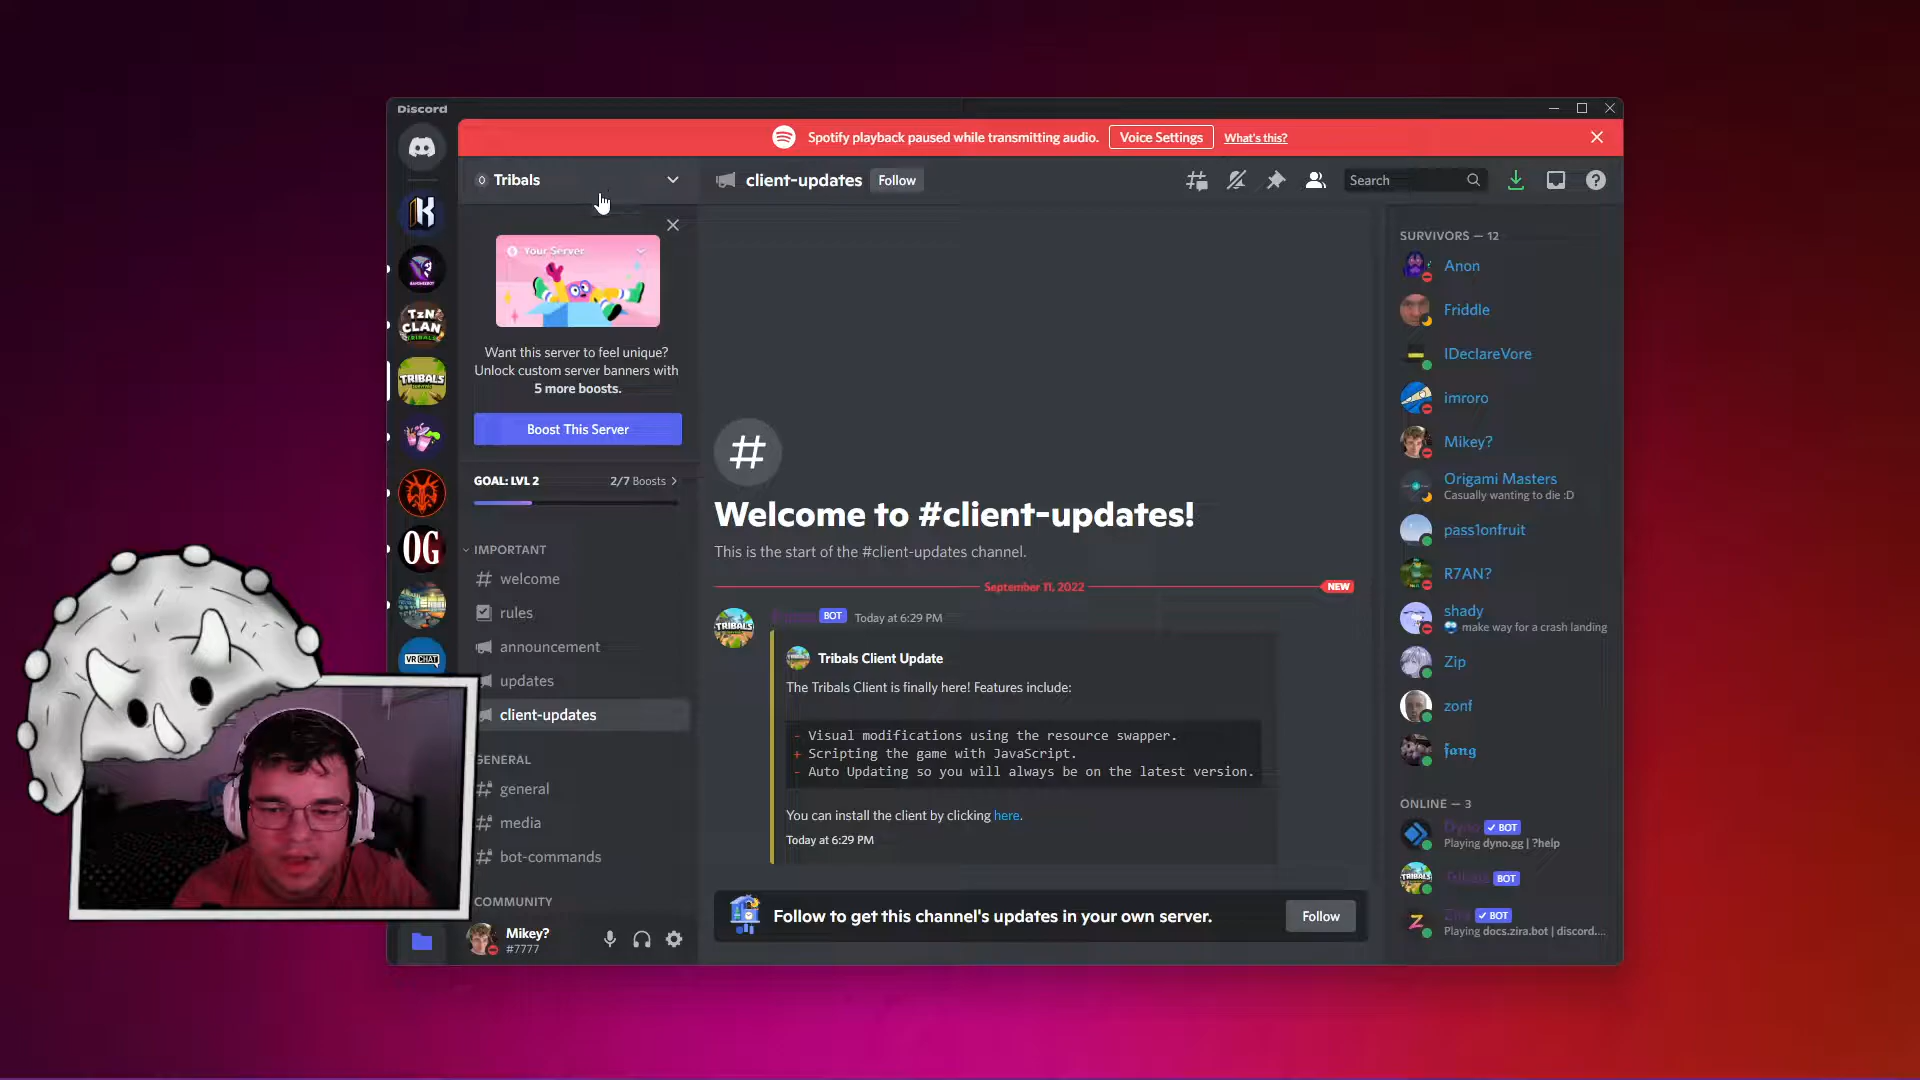 Discord
Spotify playback paused while transmitting audio.
Voice Settings
What's this?
Tribals
client-updates
Follow
Search
Your Server
Want this server to feel unique?
Unlock custom server banners with
5 more boosts.
Boost This Server
GOAL: LVL 2
2/7 Boosts
IMPORTANT
welcome
rules
announcement
updates
client-updates
GENERAL
general
media
bot-commands
COMMUNITY
Mikey?
#7777
TzN
CLAN
TRIBALS
TRIBALS
OG
VRCHAT
#
Welcome to #client-updates!
This is the start of the #client-updates channel.
September 11, 2022
NEW
BOT
Today at 6:29 PM
Tribals Client Update
The Tribals Client is finally here! Features include:
- Visual modifications using the resource swapper.
+ Scripting the game with JavaScript.
- Auto Updating so you will always be on the latest version.
You can install the client by clicking here.
Today at 6:29 PM
Follow to get this channel's updates in your own server.
Follow
SURVIVORS — 12
Anon
Friddle
IDeclareVore
imroro
Mikey?
Origami Masters
Casually wanting to die :D
pass1onfruit
R7AN?
shady
make way for a crash landing
Zip
zonf
𝖋𝖆𝖓𝖌
ONLINE — 3
Dyno
BOT
Playing dyno.gg | ?help
Tribals
BOT
Zira
BOT
Playing docs.zira.bot | discord....